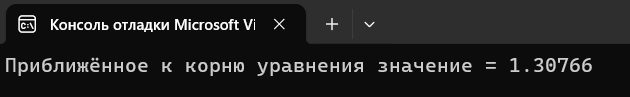 Консоль отладки Microsoft Vi
Приближённое к корню уравнения значение = 1.30766